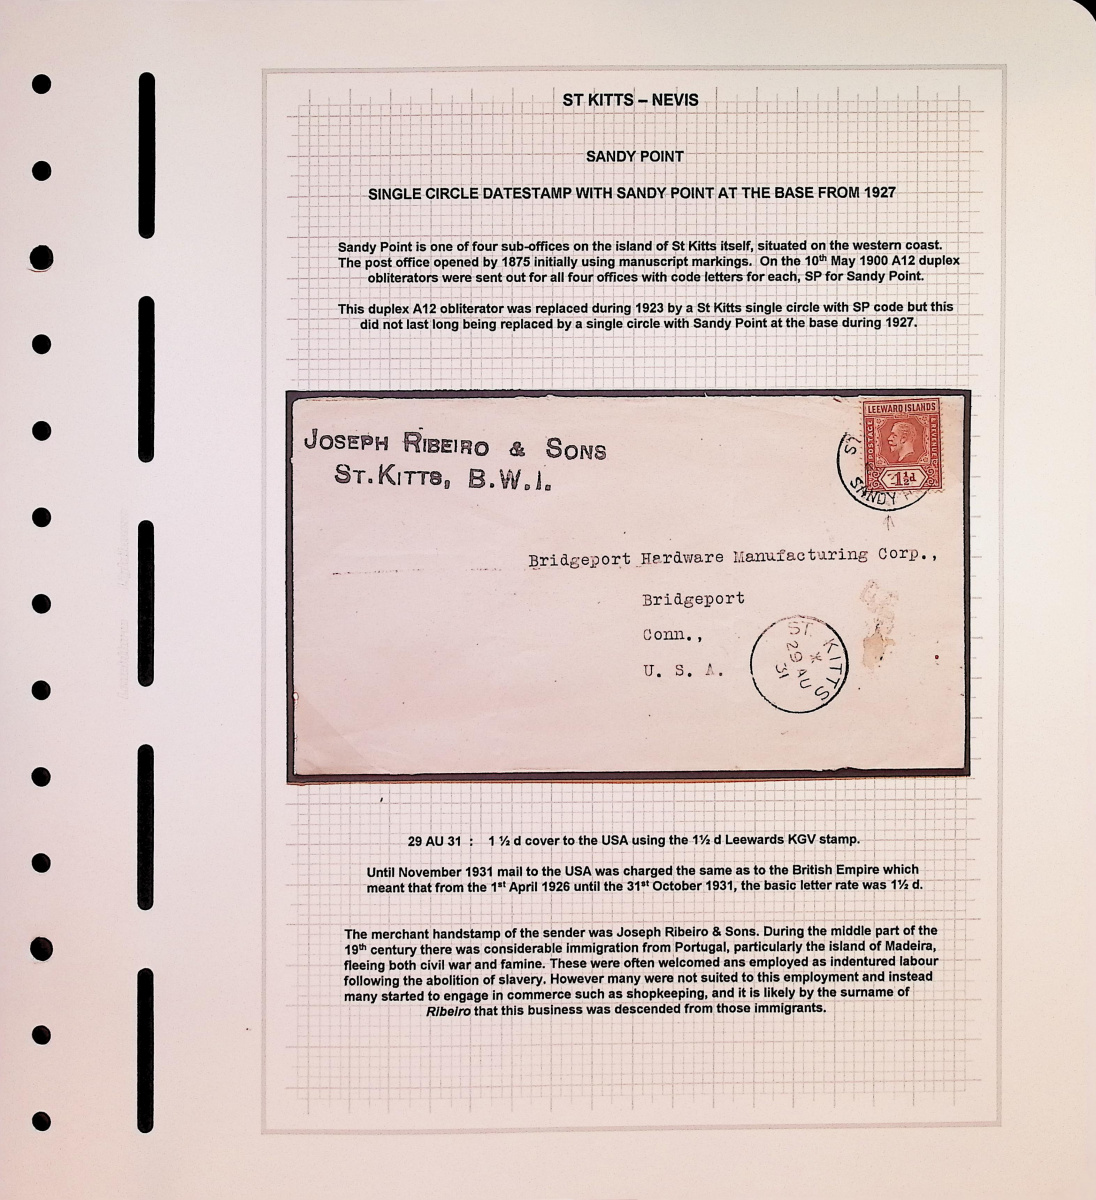 ST KITTS – NEVIS
SANDY POINT
SINGLE CIRCLE DATESTAMP WITH SANDY POINT AT THE BASE FROM 1927
Sandy Point is one of four sub-offices on the island of St Kitts itself, situated on the western coast.
The post office opened by 1875 initially using manuscript markings. On the 10th May 1900 A12 duplex
obliterators were sent out for all four offices with code letters for each, SP for Sandy Point.
This duplex A12 obliterator was replaced during 1923 by a St Kitts single circle with SP code but this
did not last long being replaced by a single circle with Sandy Point at the base during 1927.
JOSEPH RIBEIRO & SONS
ST. KITTS, B.W.I.
LEEWARD ISLANDS
POSTAGE
& REVENUE
1½d
SANDY
Bridgeport Hardware Manufacturing Corp.,
Bridgeport
Conn.,
U. S. A.
ST. KITTS
X
29 AU
31
29 AU 31 : 1 ½ d cover to the USA using the 1½ d Leewards KGV stamp.
Until November 1931 mail to the USA was charged the same as to the British Empire which
meant that from the 1st April 1926 until the 31st October 1931, the basic letter rate was 1½ d.
The merchant handstamp of the sender was Joseph Ribeiro & Sons. During the middle part of the
19th century there was considerable immigration from Portugal, particularly the island of Madeira,
fleeing both civil war and famine. These were often welcomed ans employed as indentured labour
following the abolition of slavery. However many were not suited to this employment and instead
many started to engage in commerce such as shopkeeping, and it is likely by the surname of
Ribeiro that this business was descended from those immigrants.